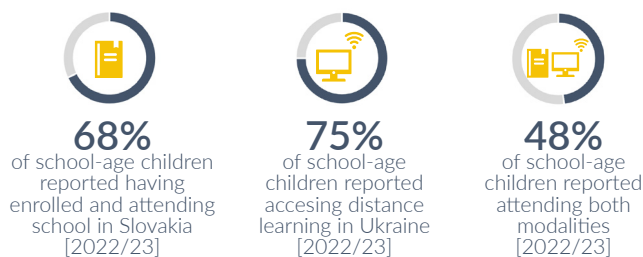 68%
of school-age children
reported having
enrolled and attending
school in Slovakia
[2022/23]
75%
of school-age
children reported
accesing distance
learning in Ukraine
[2022/23]
48%
of school-age
children reported
attending both
modalities
[2022/23]